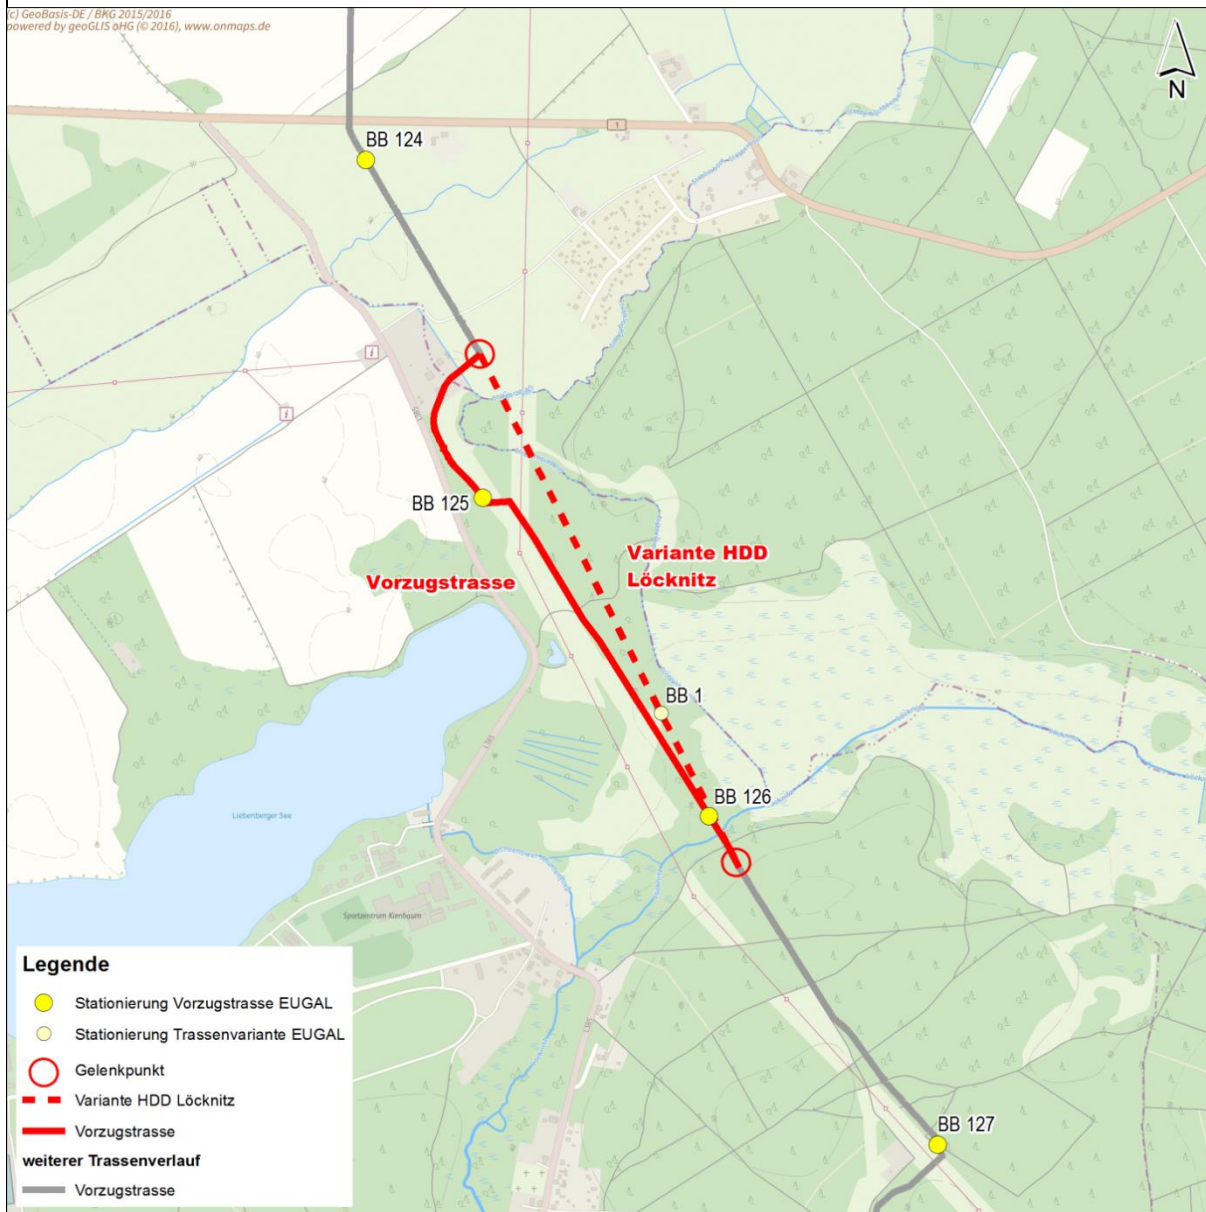 (c) GeoBasis-DE / BKG 2015/2016
powered by geoGLIS oHG (© 2016), www.onmaps.de
N
1
BB 124
BB 125
Variante HDD
Löcknitz
Vorzugstrasse
BB 1
BB 126
Liebenberger See
L385
Sportzentrum Kienbaum
BB 127
Legende
Stationierung Vorzugstrasse EUGAL
Stationierung Trassenvariante EUGAL
Gelenkpunkt
Variante HDD Löcknitz
Vorzugstrasse
weiterer Trassenverlauf
Vorzugstrasse